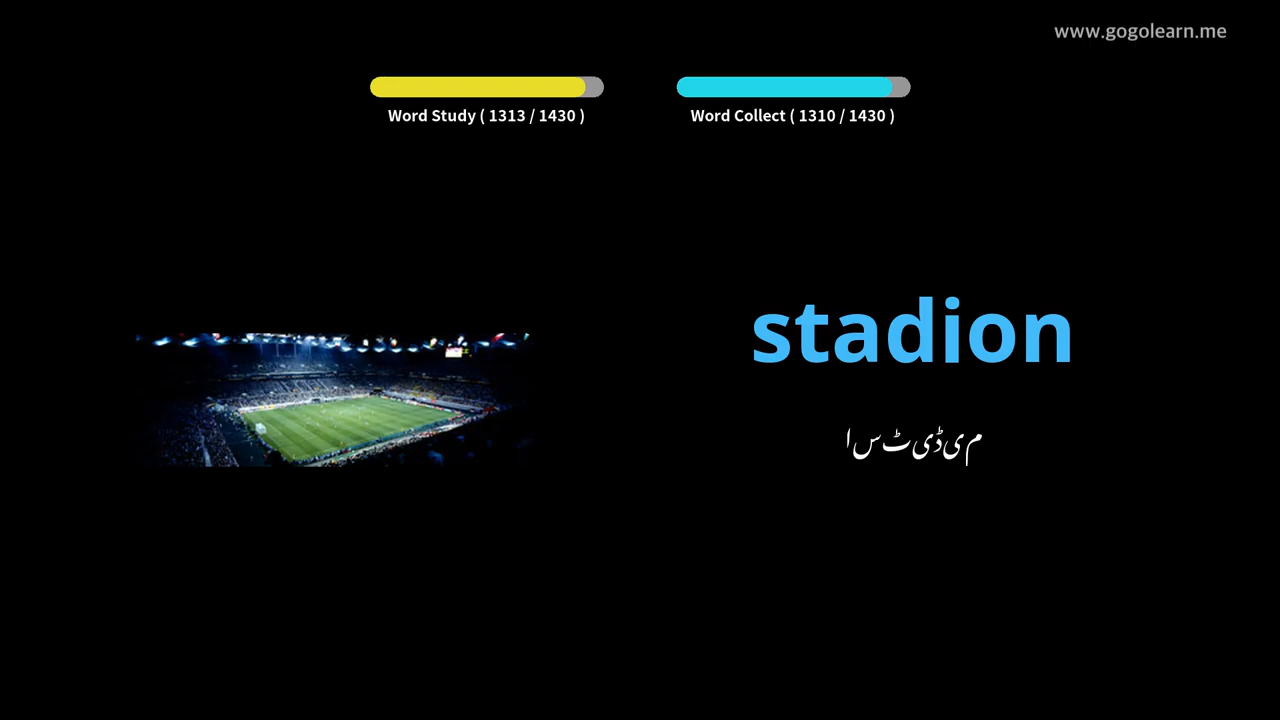 www.gogolearn.me
Word Study ( 1313 / 1430 )
Word Collect ( 1310 / 1430 )
stadion
اسٹیڈیم